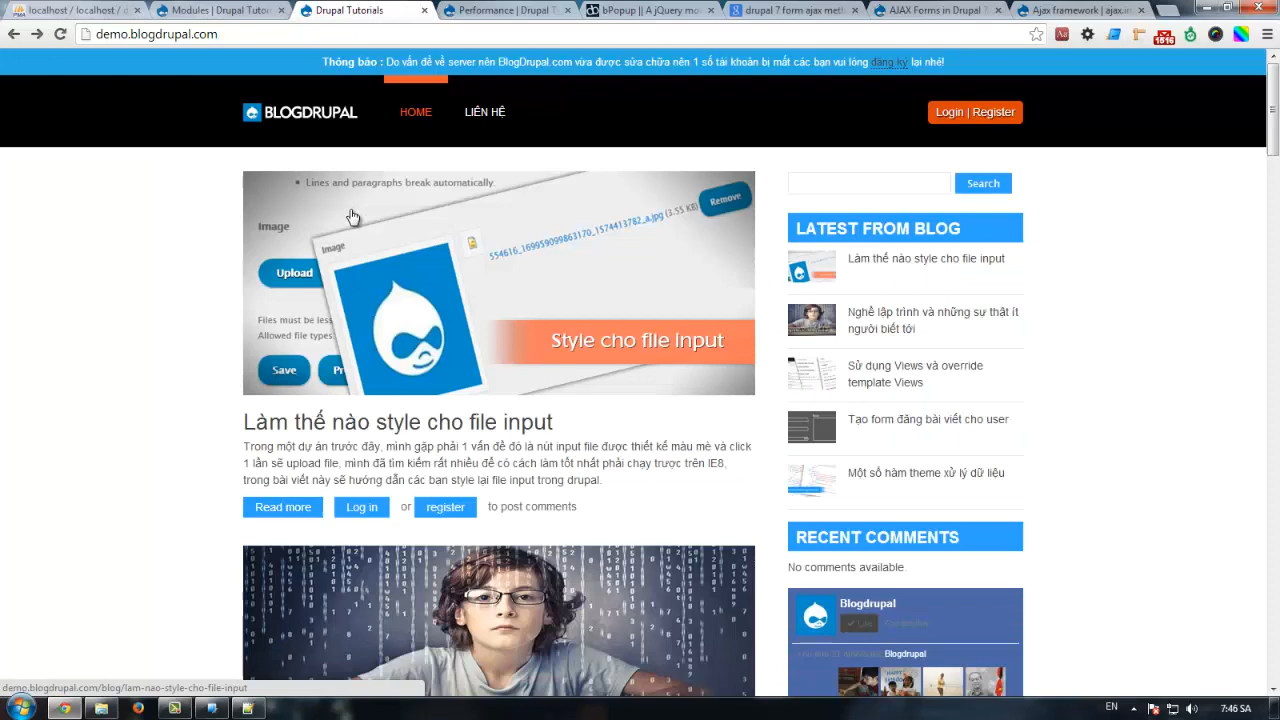 localhost / localhost / d
Modules | Drupal Tutori
Drupal Tutorials
Performance | Drupal T
bPopup || A jQuery mo
drupal 7 form ajax met
AJAX Forms in Drupal 7
Ajax framework | ajax.in
demo.blogdrupal.com
1516
Thông báo : Do vấn đề về server nên BlogDrupal.com vừa được sửa chữa nên 1 số tài khoản bị mất các bạn vui lòng đăng ký lại nhé!
BLOGDRUPAL
HOME
LIÊN HỆ
Login | Register
Lines and paragraphs break automatically.
Image
Image
554616_169959099863170_1574413782_a.jpg (3.55 KB)
Remove
Upload
Files must be less
Allowed file types:
Save
Style cho file input
Search
LATEST FROM BLOG
Làm thế nào style cho file input
Nghề lập trình và những sự thật ít
người biết tới
Sử dụng Views và override
template Views
Tạo form đăng bài viết cho user
Một số hàm theme xử lý dữ liệu
Làm thế nào style cho file input
Trong một dự án trước đây, mình gặp phải 1 vấn đề đó là nút input file được thiết kế màu mè và click
1 lần sẽ upload file, mình đã tìm kiếm rất nhiều để có cách làm tốt nhất phải chạy trược trên IE8,
trong bài viết này sẽ hướng dẫn các bạn style lại file input trong drupal.
Read more
Log in
or
register
to post comments
RECENT COMMENTS
No comments available.
Blogdrupal
Like
Blogdrupal
demo.blogdrupal.com/blog/lam-nao-style-cho-file-input
EN
7:46 SA